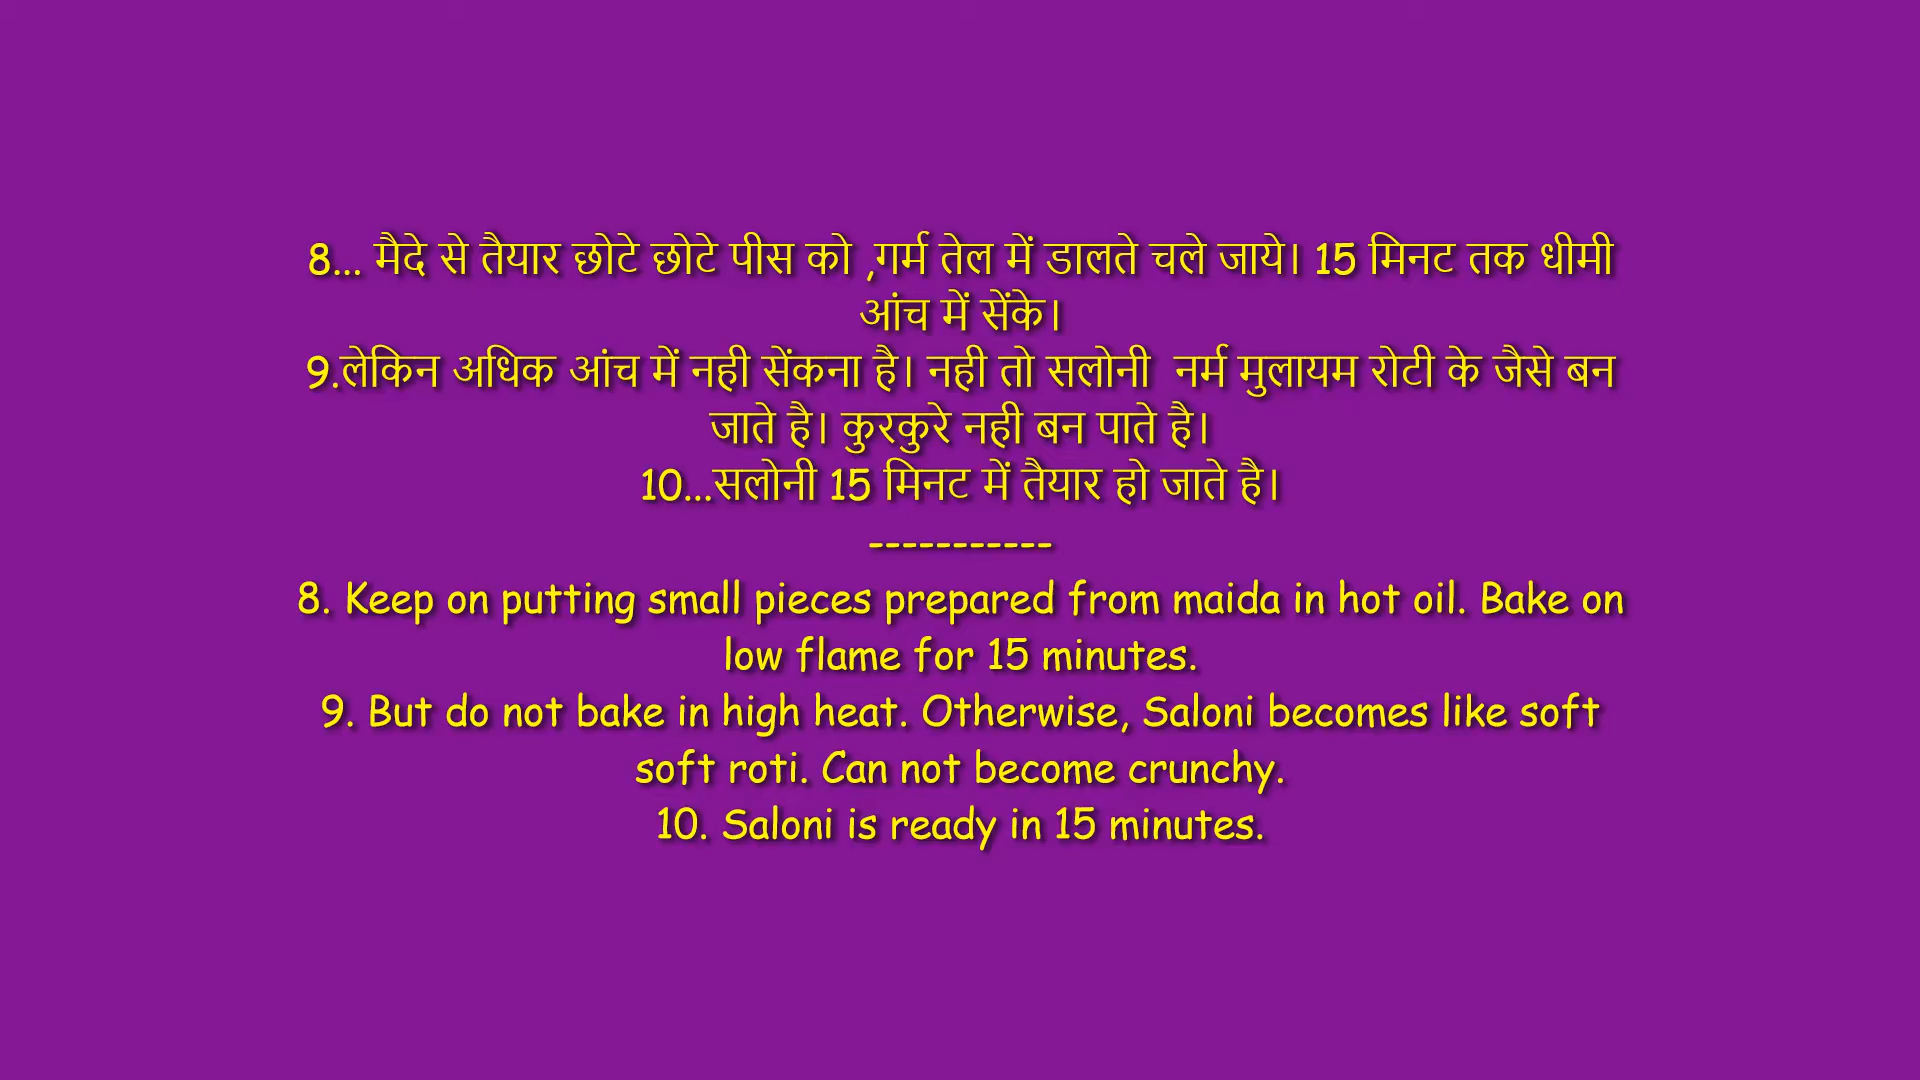 8... मैदे से तैयार छोटे छोटे पीस को ,गर्म तेल में डालते चले जाये। 15 मिनट तक धीमी
आंच में सेंके।
9.लेकिन अधिक आंच में नही सेंकना है। नही तो सलोनी  नर्म मुलायम रोटी के जैसे बन
जाते है। कुरकुरे नही बन पाते है।
10...सलोनी 15 मिनट में तैयार हो जाते है।
-----------
8. Keep on putting small pieces prepared from maida in hot oil. Bake on
low flame for 15 minutes.
9. But do not bake in high heat. Otherwise, Saloni becomes like soft
soft roti. Can not become crunchy.
10. Saloni is ready in 15 minutes.